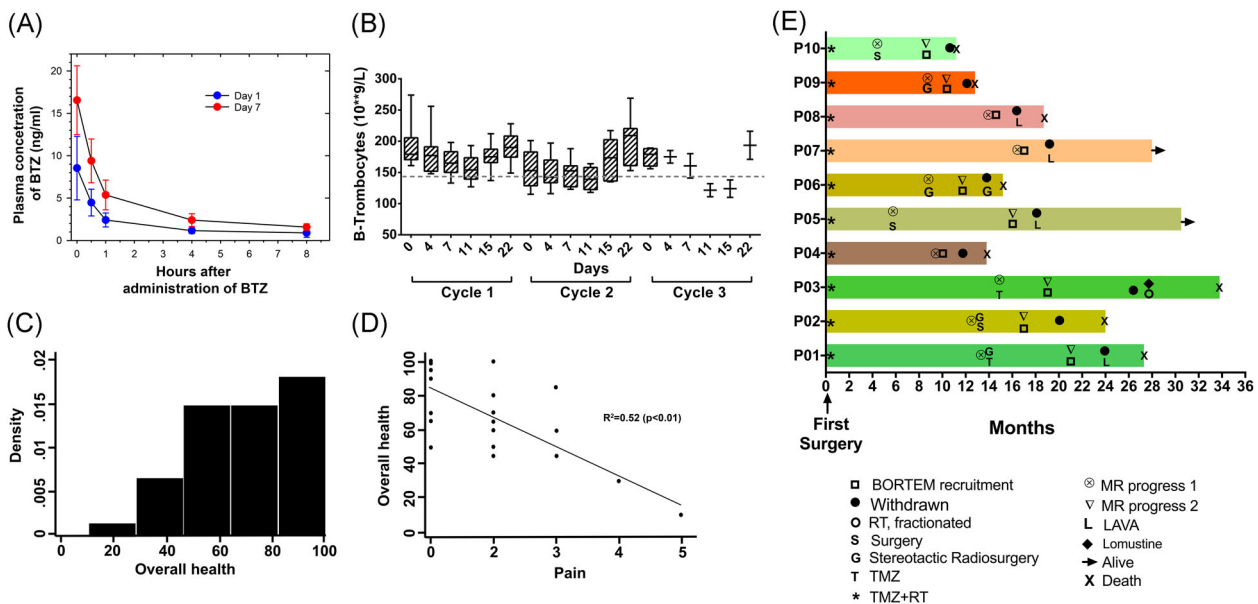 (A)
Plasma concetration
of BTZ (ng/ml)
20
15
10
5
0
Day 1
Day 7
0 1 2 3 4 5 6 7 8
Hours after
administration of BTZ
(B)
B-Trombocytes (10**9/L)
300
250
200
150
100
50
0 4 7 11 15 22 0 4 7 11 15 22 0 4 7 11 15 22
Days
Cycle 1 Cycle 2 Cycle 3
(C)
Density
.02
.015
.01
0.005
0
0 20 40 60 80 100
Overall health
(D)
Overall health
100
80
60
40
20
0
R²=0.52 (p<0.01)
0 2 3 4 5
Pain
(E)
P10 * S X
P09 * G X
P08 * L X
P07 * L
P06 * G G X
P05 * S L
P04 * X
P03 * T X
P02 * G S X
P01 * G T L X
0 2 4 6 8 10 12 14 16 18 20 22 24 26 28 30 32 34 36
First
Surgery
Months
BORTEM recruitment
Withdrawn
RT, fractionated
S Surgery
G Stereotactic Radiosurgery
T TMZ
* TMZ+RT
MR progress 1
MR progress 2
L LAVA
Lomustine
Alive
X Death